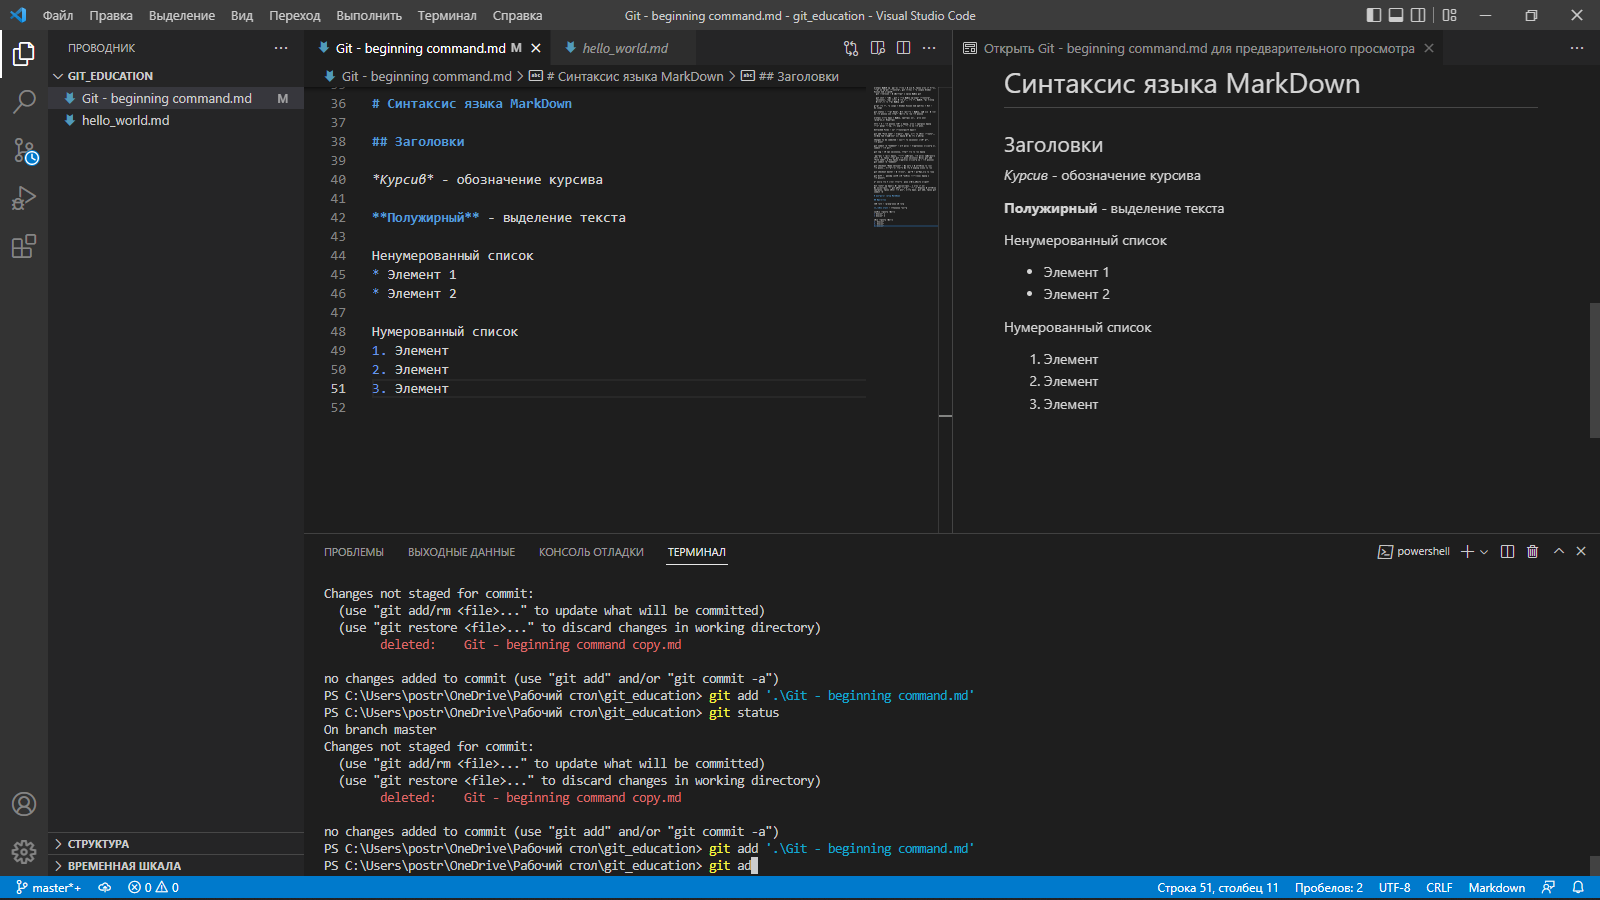 Файл Правка Выделение Вид Переход Выполнить Терминал Справка
Git - beginning command.md - git_education - Visual Studio Code
ПРОВОДНИК
GIT_EDUCATION
Git - beginning command.md M
hello_world.md
СТРУКТУРА
ВРЕМЕННАЯ ШКАЛА
Git - beginning command.md M
hello_world.md
Git - beginning command.md > # Синтаксис языка MarkDown > ## Заголовки
36 # Синтаксис языка MarkDown
37
38 ## Заголовки
39
40 *Курсив* - обозначение курсива
41
42 **Полужирный** - выделение текста
43
44 Ненумерованный список
45 * Элемент 1
46 * Элемент 2
47
48 Нумерованный список
49 1. Элемент
50 2. Элемент
51 3. Элемент
52
Открыть Git - beginning command.md для предварительного просмотра
Синтаксис языка MarkDown
Заголовки
Курсив - обозначение курсива
Полужирный - выделение текста
Ненумерованный список
• Элемент 1
• Элемент 2
Нумерованный список
1. Элемент
2. Элемент
3. Элемент
ПРОБЛЕМЫ ВЫХОДНЫЕ ДАННЫЕ КОНСОЛЬ ОТЛАДКИ ТЕРМИНАЛ
powershell
Changes not staged for commit:
(use "git add/rm <file>..." to update what will be committed)
(use "git restore <file>..." to discard changes in working directory)
deleted: Git - beginning command copy.md
no changes added to commit (use "git add" and/or "git commit -a")
PS C:\Users\postr\OneDrive\Рабочий стол\git_education> git add '.\Git - beginning command.md'
PS C:\Users\postr\OneDrive\Рабочий стол\git_education> git status
On branch master
Changes not staged for commit:
(use "git add/rm <file>..." to update what will be committed)
(use "git restore <file>..." to discard changes in working directory)
deleted: Git - beginning command copy.md
no changes added to commit (use "git add" and/or "git commit -a")
PS C:\Users\postr\OneDrive\Рабочий стол\git_education> git add '.\Git - beginning command.md'
PS C:\Users\postr\OneDrive\Рабочий стол\git_education> git ad
master*+ 0 0
Строка 51, столбец 11 Пробелов: 2 UTF-8 CRLF Markdown